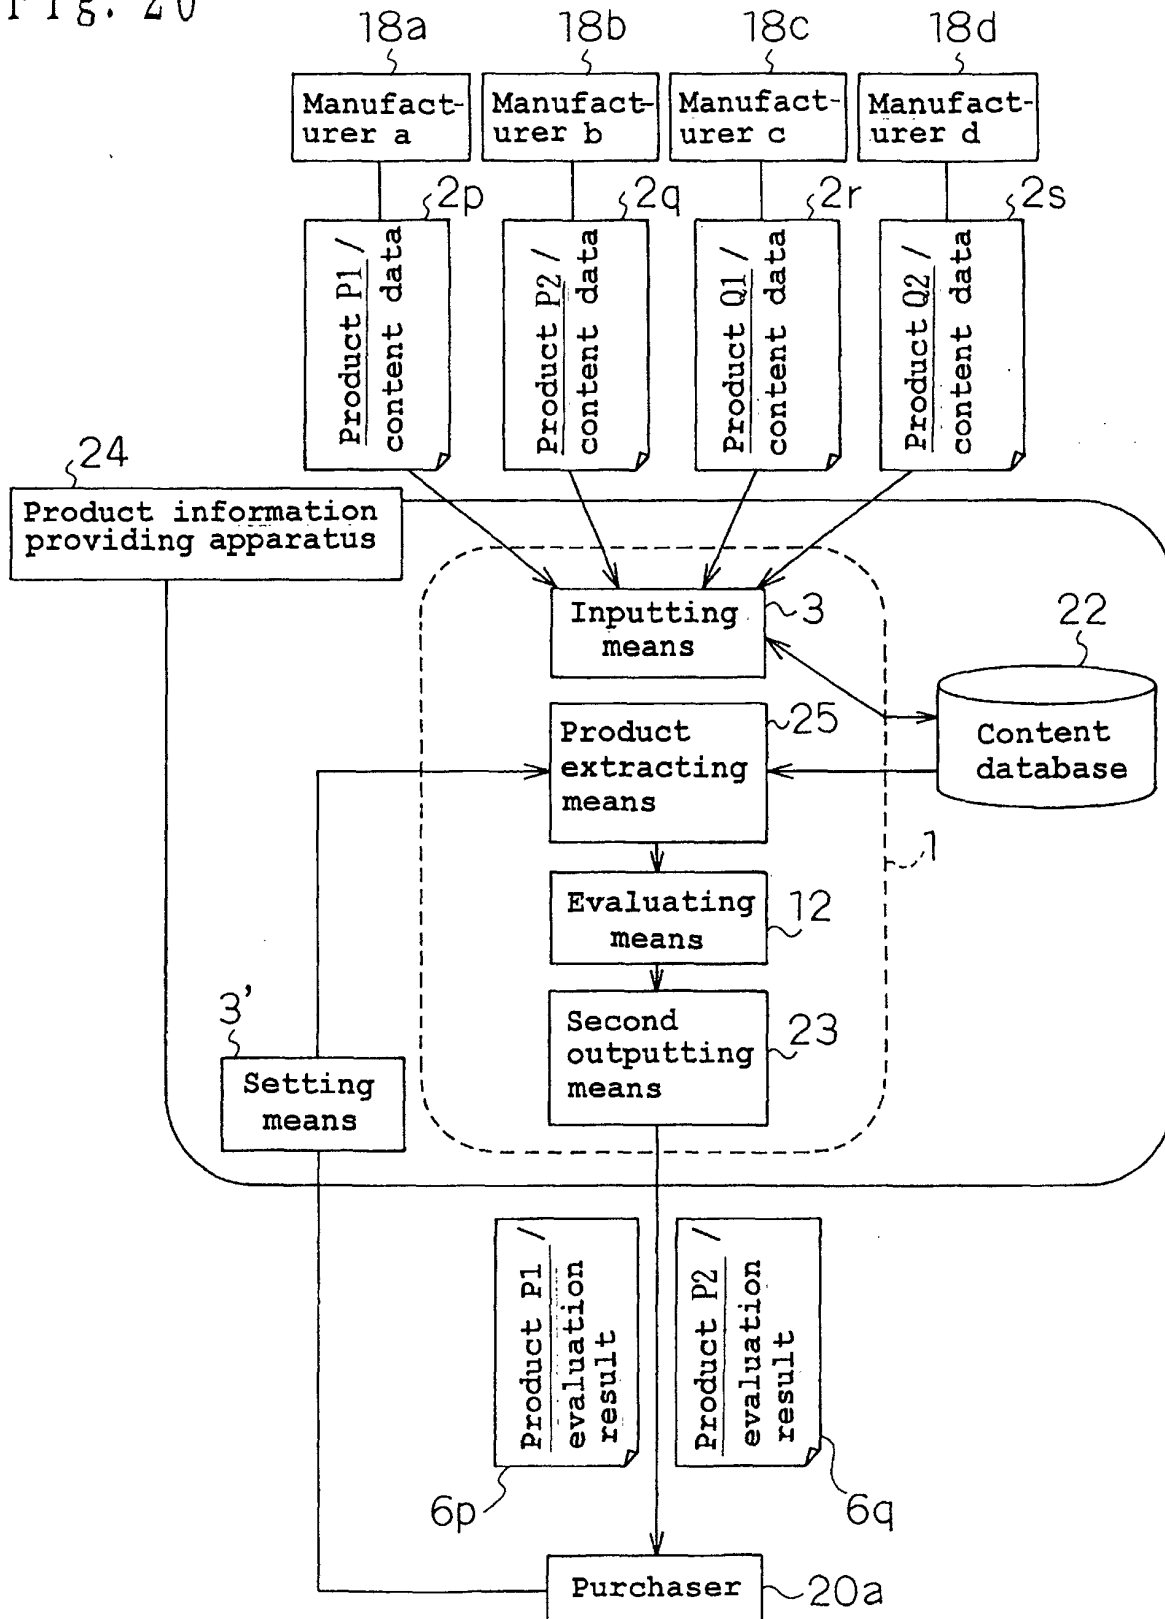 Fig. 20
18a
18b
18c
18d
Manufact-
urer a
Manufact-
urer b
Manufact-
urer c
Manufact-
urer d
2p
2q
2r
2s
Product P1 /
content data
Product P2 /
content data
Product Q1 /
content data
Product Q2 /
content data
24
Product information
providing apparatus
Inputting
means
3
22
Content
database
Product
extracting
means
25
1
Evaluating
means
12
3'
Setting
means
Second
outputting
means
23
Product P1 /
evaluation
result
Product P2 /
evaluation
result
6p
6q
Purchaser
20a